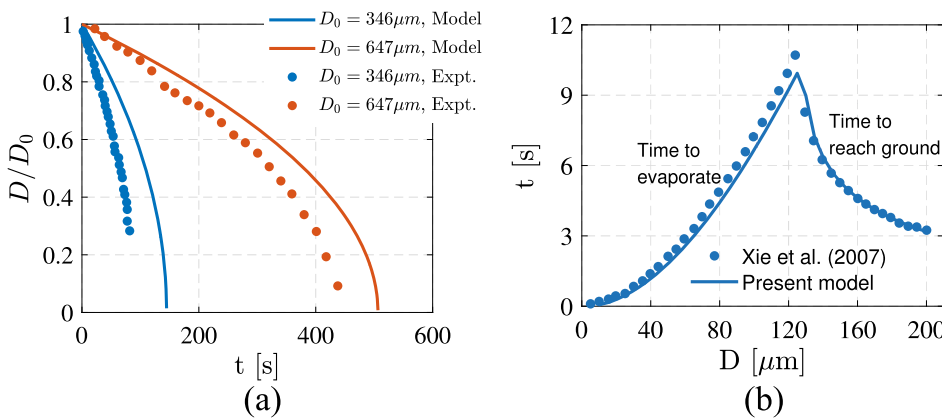 D₀ = 346μm, Model
D₀ = 647μm, Model
D₀ = 346μm, Expt.
D₀ = 647μm, Expt.
1
0.8
0.6
0.4
0.2
0
D/D₀
0 200 400 600
t [s]
(a)
12
9
6
3
0
t [s]
Time to
evaporate
Time to
reach ground
Xie et al. (2007)
Present model
0 40 80 120 160 200
D [μm]
(b)